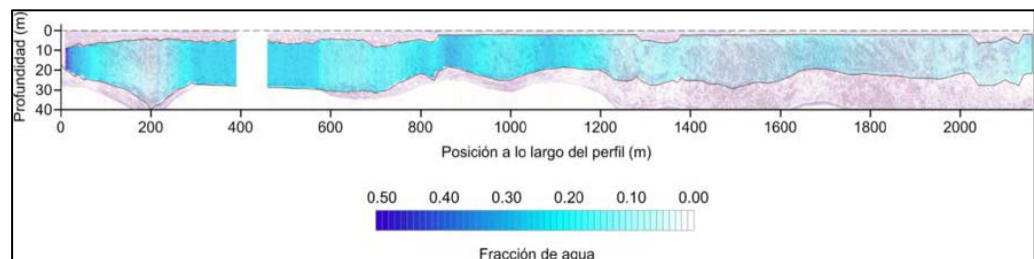 Profundidad (m)
0
10
20
30
40
0 200 400 600 800 1000 1200 1400 1600 1800 2000
Posición a lo largo del perfil (m)
0.50 0.40 0.30 0.20 0.10 0.00
Fracción de agua